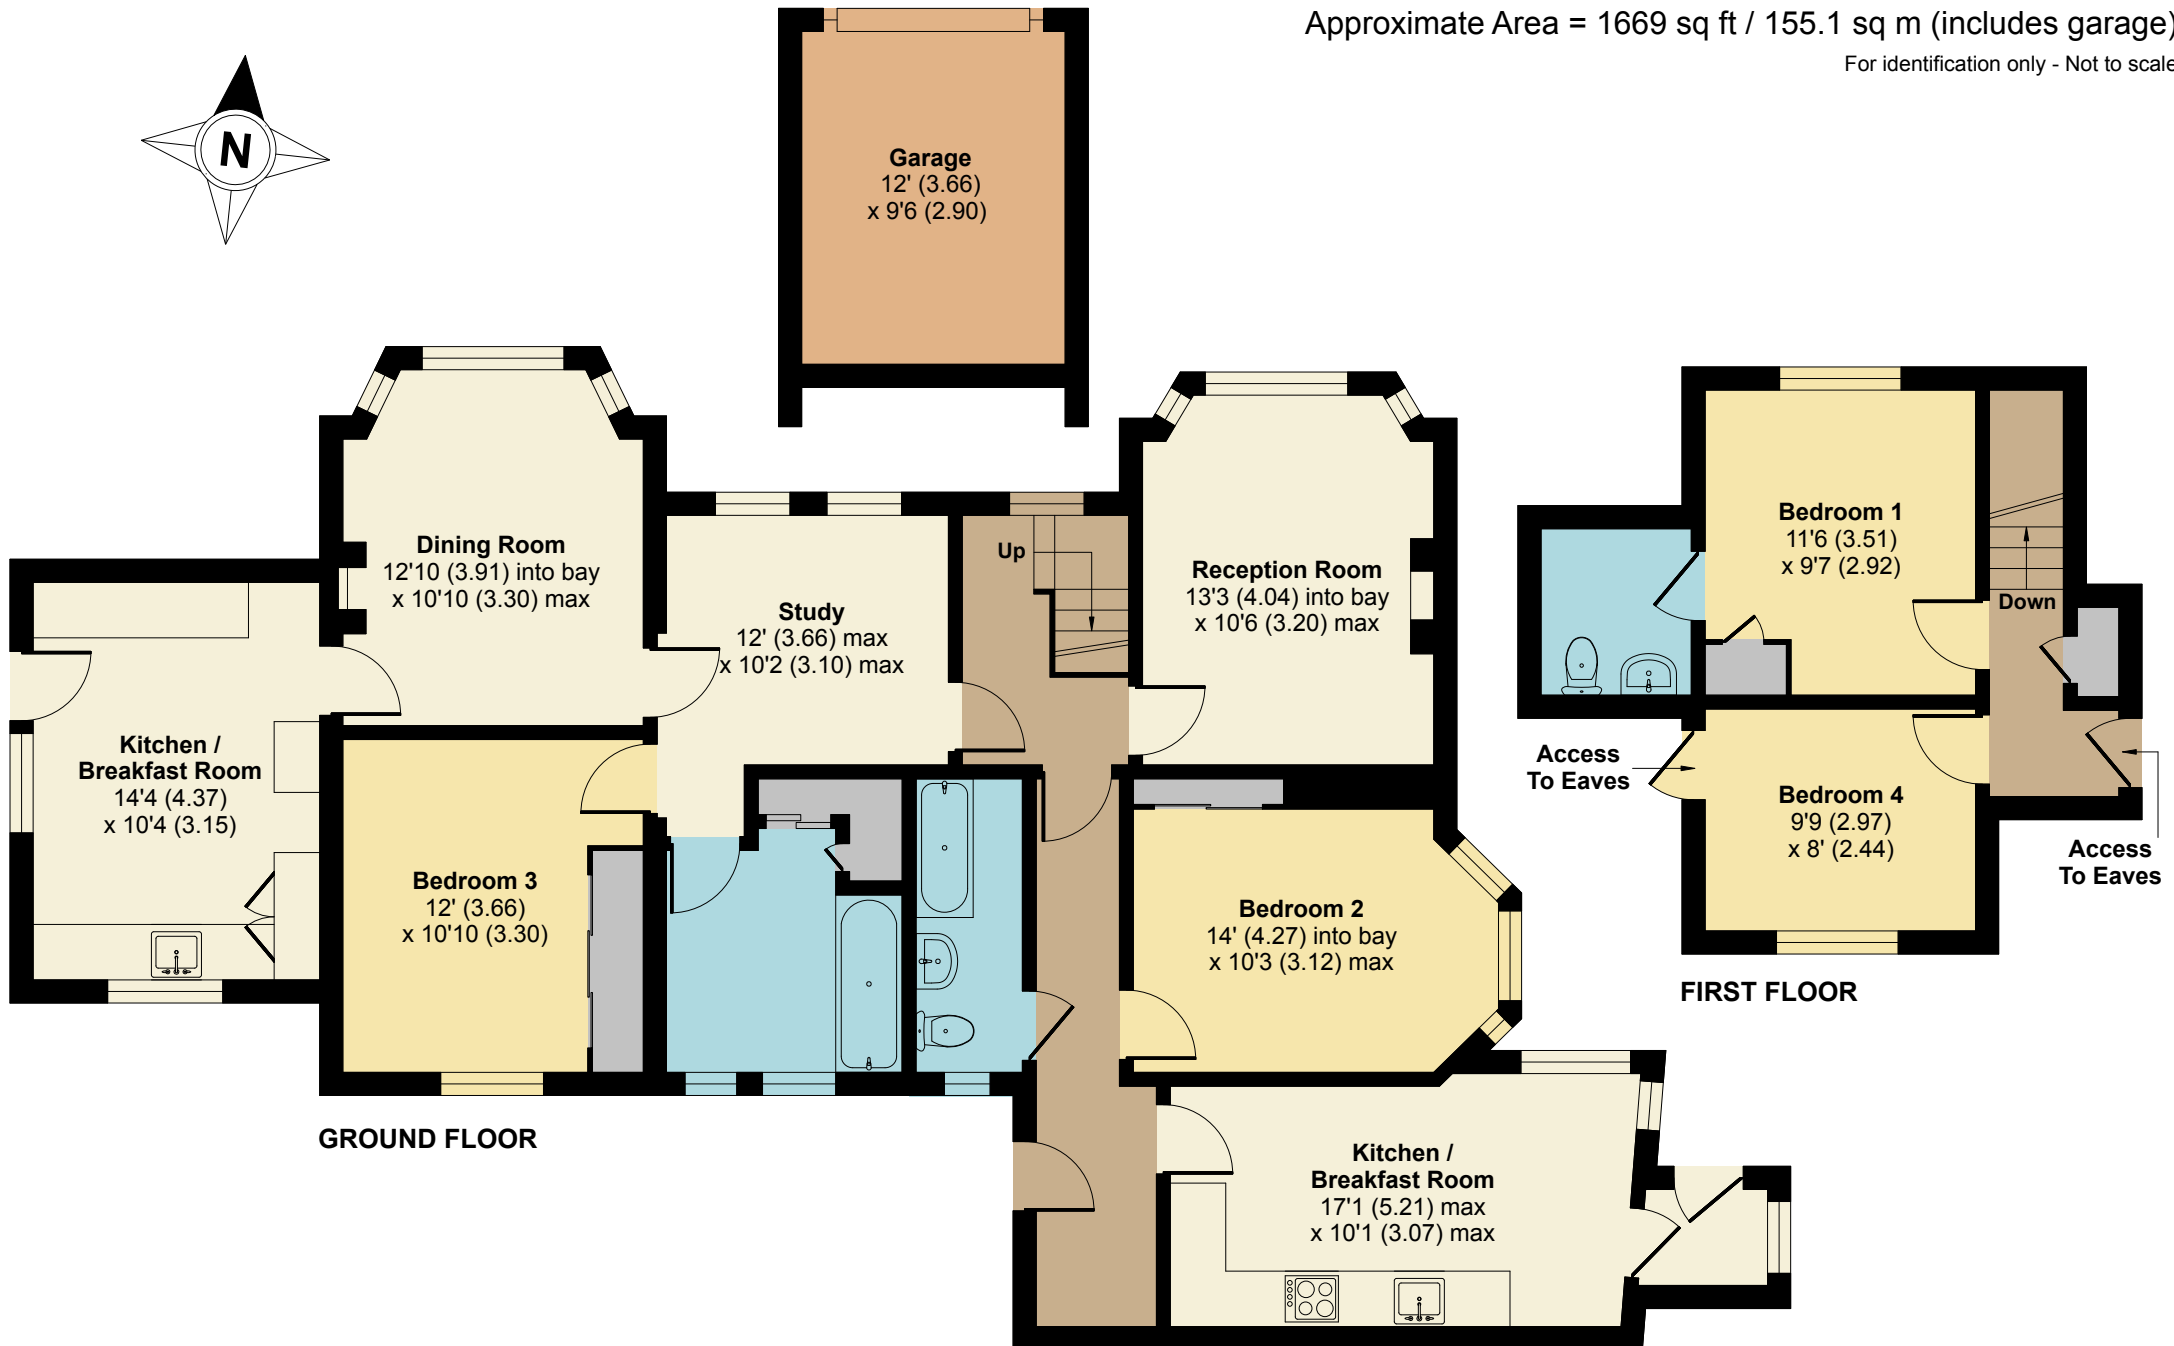 Approximate Area = 1669 sq ft / 155.1 sq m (includes garage)
For identification only - Not to scale
N
Garage
12' (3.66)
x 9'6 (2.90)
Dining Room
12'10 (3.91) into bay
x 10'10 (3.30) max
Study
12' (3.66) max
x 10'2 (3.10) max
Up
Reception Room
13'3 (4.04) into bay
x 10'6 (3.20) max
Kitchen /
Breakfast Room
14'4 (4.37)
x 10'4 (3.15)
Bedroom 3
12' (3.66)
x 10'10 (3.30)
Bedroom 2
14' (4.27) into bay
x 10'3 (3.12) max
Kitchen /
Breakfast Room
17'1 (5.21) max
x 10'1 (3.07) max
GROUND FLOOR
Bedroom 1
11'6 (3.51)
x 9'7 (2.92)
Down
Access
To Eaves
Bedroom 4
9'9 (2.97)
x 8' (2.44)
Access
To Eaves
FIRST FLOOR